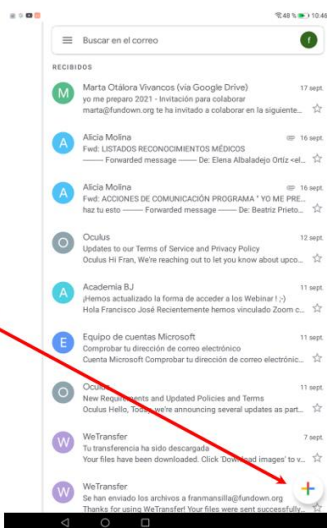 48 % 10:46
Buscar en el correo
f
RECIBIDOS
M
Marta Otálora Vivancos (vía Google Drive)
17 sept.
yo me preparo 2021 - Invitación para colaborar
marta@fundown.org te ha invitado a colaborar en la siguiente…
A
Alicia Molina
16 sept.
Fwd: LISTADOS RECONOCIMIENTOS MÉDICOS
——— Forwarded message ——— De: Elena Albaladejo Ortíz <el…
A
Alicia Molina
16 sept.
Fwd: ACCIONES DE COMUNICACIÓN PROGRAMA " YO ME PRE…
haz tu esto ——— Forwarded message ——— De: Beatriz Prieto…
O
Oculus
12 sept.
Updates to our Terms of Service and Privacy Policy
Oculus Hi Fran, We're reaching out to let you know about upco…
A
Academia BJ
11 sept.
¡Hemos actualizado la forma de acceder a los Webinar ! ;-)
Hola Francisco José Recientemente hemos vinculado Zoom c…
E
Equipo de cuentas Microsoft
11 sept.
Comprobar tu dirección de correo electrónico
Cuenta Microsoft Comprobar tu dirección de correo electrónic…
O
Oculus
11 sept.
New Requirements and Updated Policies and Terms
Oculus Hello, Today we're announcing several updates as part…
W
WeTransfer
7 sept.
Tu transferencia ha sido descargada
Your files have been downloaded. Click 'Download images' to v…
W
WeTransfer
Se han enviado los archivos a franmansilla@fundown.org
Thanks for using WeTransfer! Your files were sent successfully…